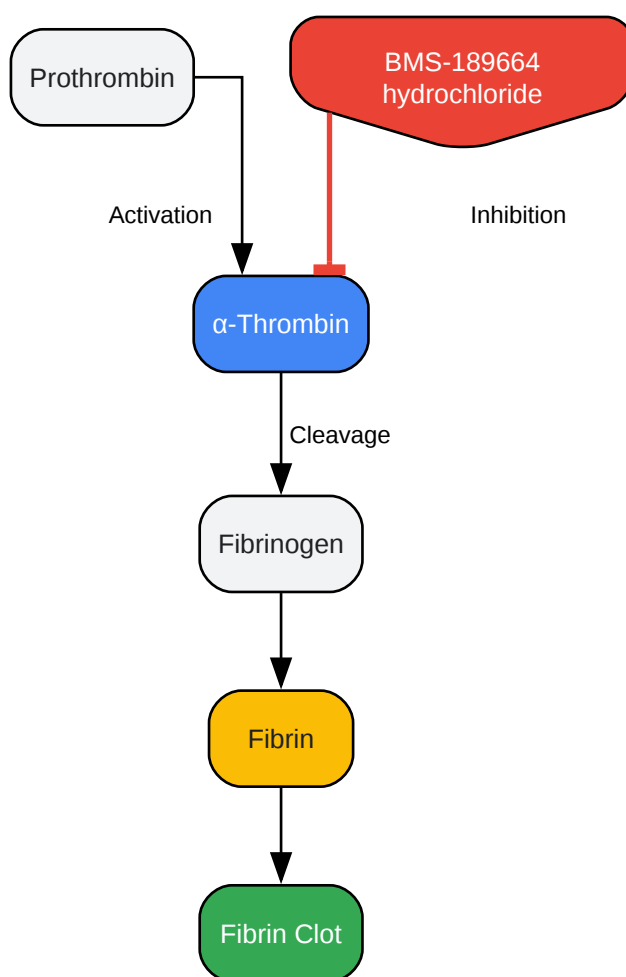 Prothrombin
BMS-189664
hydrochloride
Activation
Inhibition
α-Thrombin
Cleavage
Fibrinogen
Fibrin
Fibrin Clot